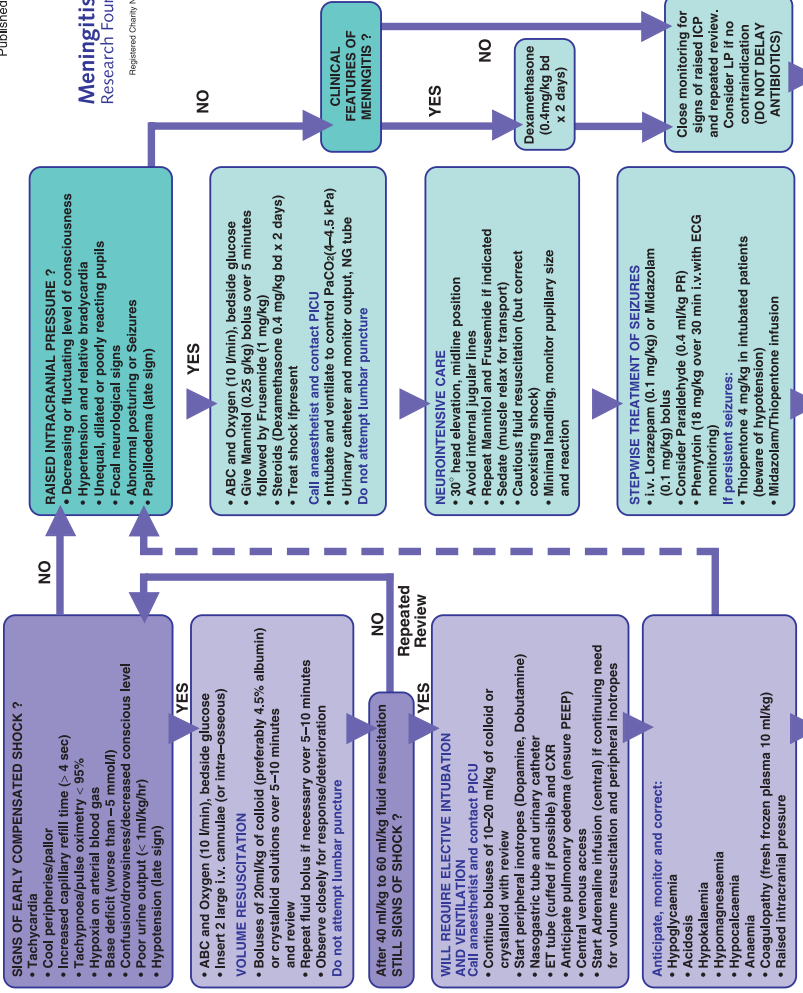 Published
Meningitis
Research Foun
Registered Charity N
SIGNS OF EARLY COMPENSATED SHOCK ?
• Tachycardia
• Cool peripheries/pallor
• Increased capillary refill time (> 4 sec)
Tachypnoea/pulse oximetry < 95%
• Hypoxia on arterial blood gas
• Base deficit (worse than –5 mmol/l)
• Confusion/drowsiness/decreased conscious level
• Poor urine output (< 1ml/kg/hr)
• Hypotension (late sign)
NO
YES
• ABC and Oxygen (10 l/min), bedside glucose
• Insert 2 large i.v. cannulae (or intra–osseous)
VOLUME RESUSCITATION
• Boluses of 20ml/kg of colloid (preferably 4.5% albumin)
or crystalloid solutions over 5–10 minutes
and review
• Repeat fluid bolus if necessary over 5–10 minutes
• Observe closely for response/deterioration
Do not attempt lumbar puncture
After 40 ml/kg to 60 ml/kg fluid resuscitation
STILL SIGNS OF SHOCK ?
NO
Repeated
Review
YES
WILL REQUIRE ELECTIVE INTUBATION
AND VENTILATION
Call anaesthetist and contact PICU
• Continue boluses of 10–20 ml/kg of colloid or
crystalloid with review
• Start peripheral inotropes (Dopamine, Dobutamine)
• Nasogastric tube and urinary catheter
• ET tube (cuffed if possible) and CXR
• Anticipate pulmonary oedema (ensure PEEP)
• Central venous access
• Start Adrenaline infusion (central) if continuing need
for volume resuscitation and peripheral inotropes
Anticipate, monitor and correct:
• Hypoglycaemia
• Acidosis
• Hypokalaemia
• Hypomagnesaemia
• Hypocalcaemia
• Anaemia
• Coagulopathy (fresh frozen plasma 10 ml/kg)
• Raised intracranial pressure
RAISED INTRACRANIAL PRESSURE ?
• Decreasing or fluctuating level of consciousness
• Hypertension and relative bradycardia
• Unequal, dilated or poorly reacting pupils
• Focal neurological signs
• Abnormal posturing or Seizures
• Papilloedema (late sign)
NO
YES
• ABC and Oxygen (10 l/min), bedside glucose
• Give Mannitol (0.25 g/kg) bolus over 5 minutes
followed by Frusemide (1 mg/kg)
• Steroids (Dexamethasone 0.4 mg/kg bd x 2 days)
• Treat shock ifpresent
Call anaesthetist and contact PICU
• Intubate and ventilate to control PaCO₂(4–4.5 kPa)
• Urinary catheter and monitor output, NG tube
Do not attempt lumbar puncture
NEUROINTENSIVE CARE
• 30° head elevation, midline position
• Avoid internal jugular lines
• Repeat Mannitol and Frusemide if indicated
• Sedate (muscle relax for transport)
• Cautious fluid resuscitation (but correct
coexisting shock)
• Minimal handling, monitor pupillary size
and reaction
STEPWISE TREATMENT OF SEIZURES
• i.v. Lorazepam (0.1 mg/kg) or Midazolam
(0.1 mg/kg) bolus
• Consider Paraldehyde (0.4 ml/kg PR)
• Phenytoin (18 mg/kg over 30 min i.v.with ECG
monitoring)
If persistent seizures:
• Thiopentone 4 mg/kg in intubated patients
(beware of hypotension)
• Midazolam/Thiopentone infusion
CLINICAL
FEATURES OF
MENINGITIS ?
YES
NO
Dexamethasone
(0.4mg/kg bd
x 2 days)
Close monitoring for
signs of raised ICP
and repeated review.
Consider LP if no
contraindication
(DO NOT DELAY
ANTIBIOTICS)